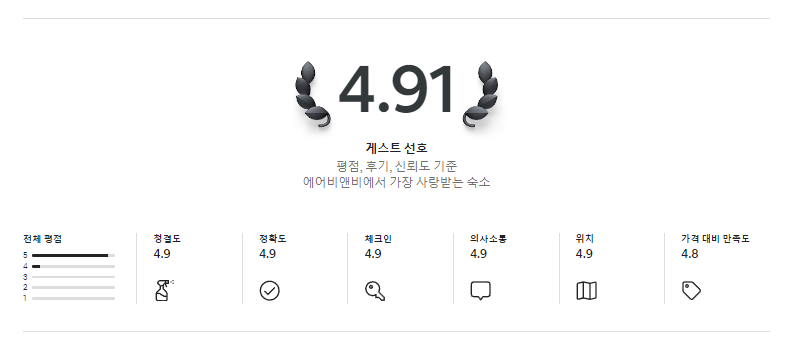 4.91
게스트 선호
평점, 후기, 신뢰도 기준
에어비앤비에서 가장 사랑받는 숙소
전체 평점
5
4
3
2
1
청결도
4.9
정확도
4.9
체크인
4.9
의사소통
4.9
위치
4.9
가격 대비 만족도
4.8